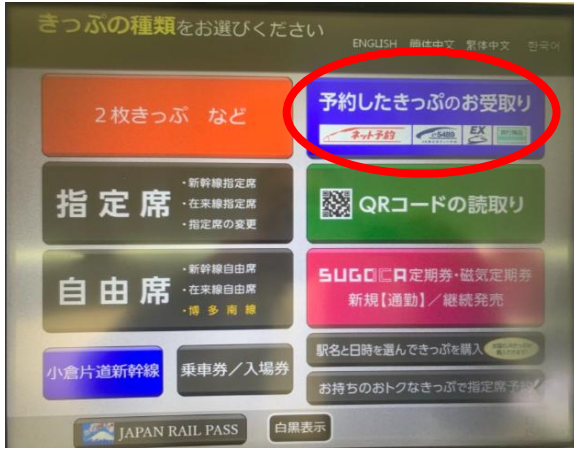 きっぷの種類をお選びください
ENGLISH 簡体中文 繁体中文 한국어
2枚きっぷ など
予約したきっぷのお受取り
ネット予約 e5489 EX
指定席
・新幹線指定席
・在来線指定席
・指定席の変更
QRコードの読取り
自由席
・新幹線自由席
・在来線自由席
・博多南線
SUGOCA定期券・磁気定期券
新規【通勤】／継続発売
小倉片道新幹線
乗車券／入場券
駅名と日時を選んできっぷを購入
お持ちのおトクなきっぷで指定席予約
JAPAN RAIL PASS
白黒表示